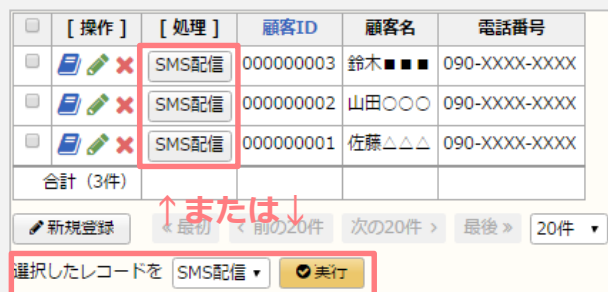 [ 操作 ] [ 処理 ] 顧客ID 顧客名 電話番号
SMS配信 000000003 鈴木■■■ 090-XXXX-XXXX
SMS配信 000000002 山田○○○ 090-XXXX-XXXX
SMS配信 000000001 佐藤△△△ 090-XXXX-XXXX
合計（3件）
↑または↓
新規登録 « 最初 ‹ 前の20件 次の20件 › 最後 » 20件 ▼
選択したレコードを SMS配信 ▼ 実行